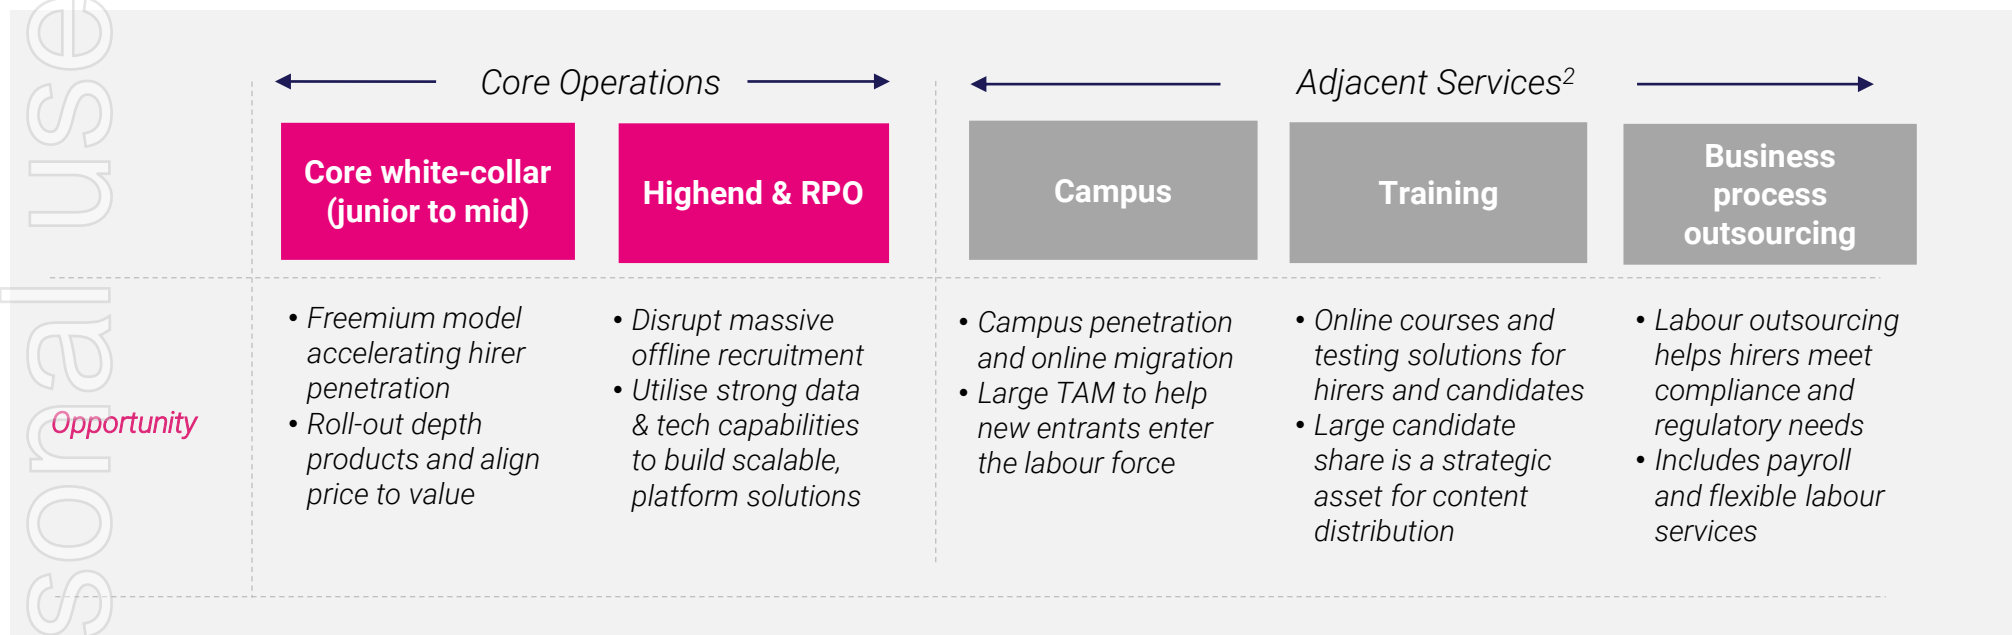 Core Operations
Adjacent Services2
Core white-collar
(junior to mid)
Highend & RPO
Campus
Training
Business
process
outsourcing
Opportunity
• Freemium model
accelerating hirer
penetration
• Roll-out depth
products and align
price to value
• Disrupt massive
offline recruitment
• Utilise strong data
& tech capabilities
to build scalable,
platform solutions
• Campus penetration
and online migration
• Large TAM to help
new entrants enter
the labour force
• Online courses and
testing solutions for
hirers and candidates
• Large candidate
share is a strategic
asset for content
distribution
• Labour outsourcing
helps hirers meet
compliance and
regulatory needs
• Includes payroll
and flexible labour
services
sonal use